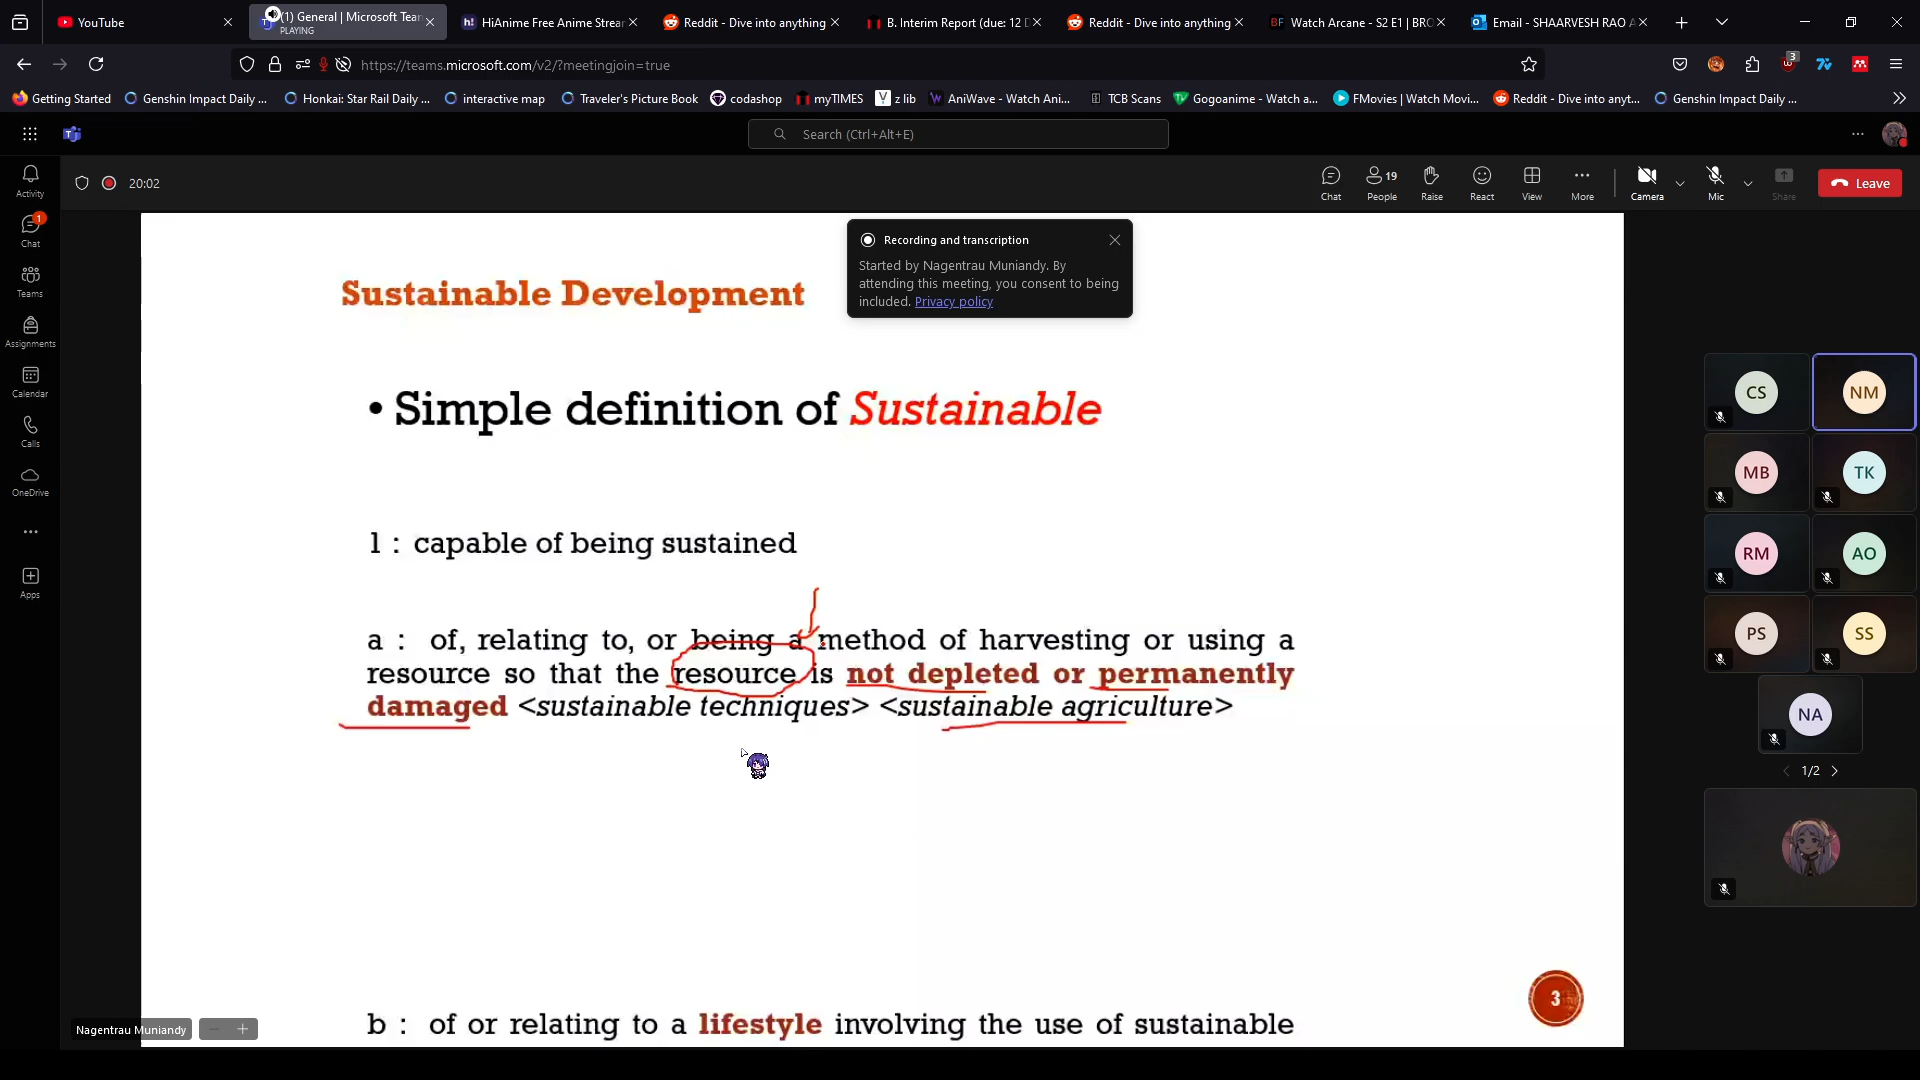 YouTube
(1) General | Microsoft Tean
PLAYING
HiAnime Free Anime Strear
Reddit - Dive into anything
B. Interim Report (due: 12 D
Reddit - Dive into anything
Watch Arcane - S2 E1 | BRO
Email - SHAARVESH RAO A
https://teams.microsoft.com/v2/?meetingjoin=true
3
Getting Started
Genshin Impact Daily ...
Honkai: Star Rail Daily ...
interactive map
Traveler's Picture Book
codashop
myTIMES
z lib
AniWave - Watch Ani...
TCB Scans
Gogoanime - Watch a...
FMovies | Watch Movi...
Reddit - Dive into anyt...
Genshin Impact Daily ...
Search (Ctrl+Alt+E)
20:02
Chat
19
People
Raise
React
View
More
Camera
Mic
Share
Leave
Activity
1
Chat
Teams
Assignments
Calendar
Calls
OneDrive
Apps
Recording and transcription
Started by Nagentrau Muniandy. By
attending this meeting, you consent to being
included. Privacy policy
Sustainable Development
• Simple definition of Sustainable
1 : capable of being sustained
a : of, relating to, or being a method of harvesting or using a
resource so that the resource is not depleted or permanently
damaged <sustainable techniques> <sustainable agriculture>
b : of or relating to a lifestyle involving the use of sustainable
3
Nagentrau Muniandy
CS
NM
MB
TK
RM
AO
PS
SS
NA
1/2